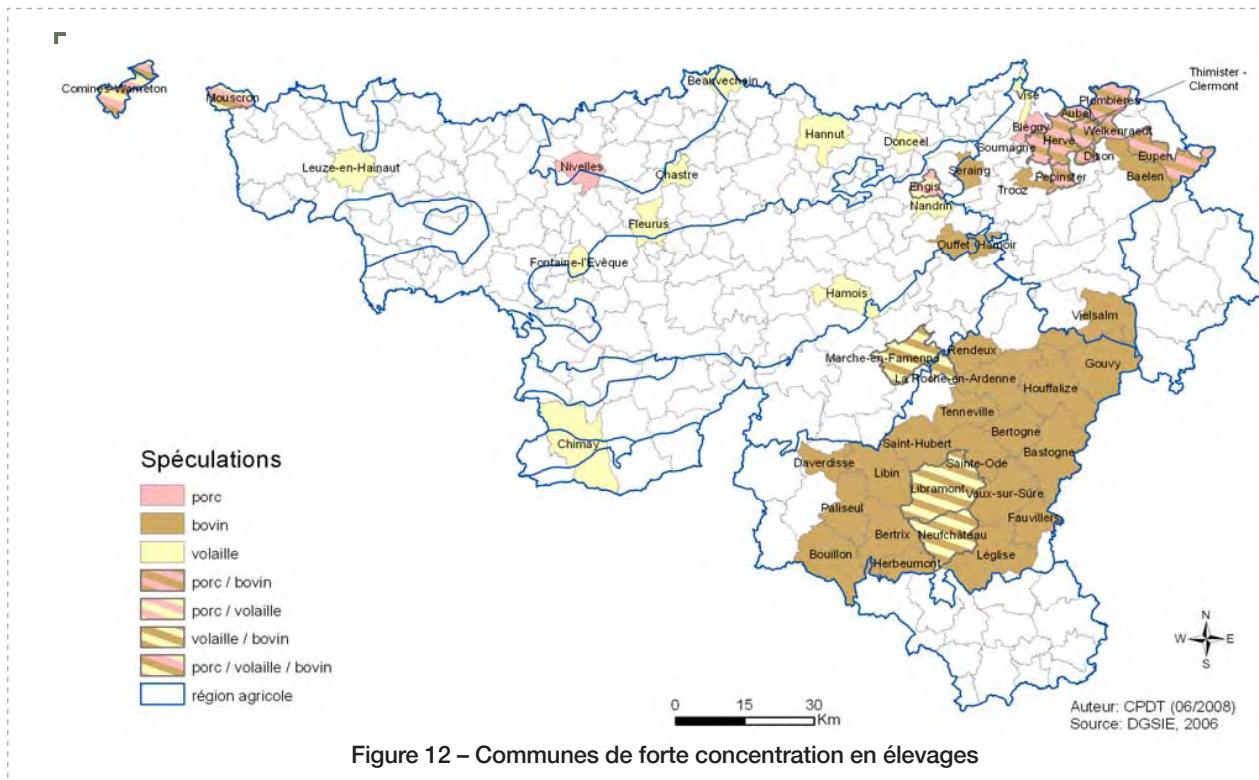 Comines-Warneton
Mouscron
Beauvechain
Thimister -
Clermont
Visé
Plombières
Aubel
Blégny
Welkenraedt
Hannut
Donceel
Soumagne
Herve
Dison
Eupen
Leuze-en-Hainaut
Nivelles
Chastre
Seraing
Baelen
Engis
Trooz
Pepinster
Nandrin
Fleurus
Ouffet
Hamoir
Fontaine-l'Evêque
Hamois
Vielsalm
Marche-en-Famenne
Rendeux
Gouvy
La Roche-en-Ardenne
Houffalize
Tenneville
Bertogne
Chimay
Saint-Hubert
Bastogne
Daverdisse
Libin
Sainte-Ode
Libramont
Vaux-sur-Sûre
Paliseul
Fauvillers
Bertrix
Neufchâteau
Bouillon
Herbeumont
Léglise
Spéculations
porc
bovin
volaille
porc / bovin
porc / volaille
volaille / bovin
porc / volaille / bovin
région agricole
N
W
E
S
0 15 30
Km
Auteur: CPDT (06/2008)
Source: DGSIE, 2006
Figure 12 – Communes de forte concentration en élevages